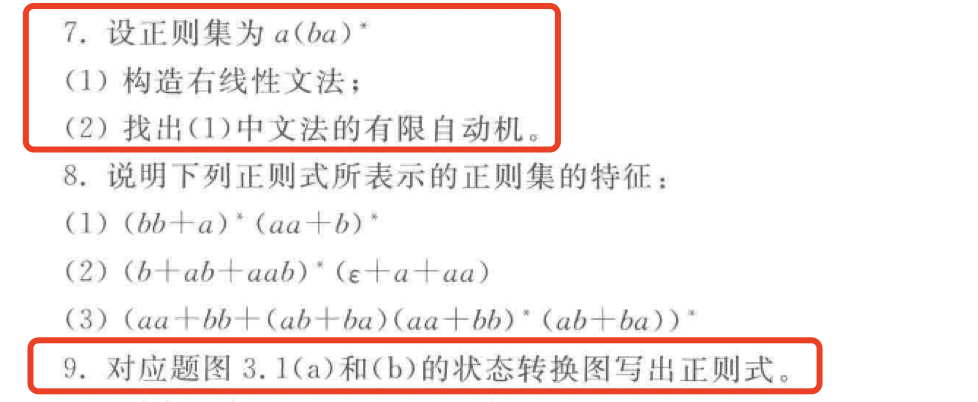 7. 设正则集为 a(ba)*
(1) 构造右线性文法；
(2) 找出(1)中文法的有限自动机。
8. 说明下列正则式所表示的正则集的特征：
(1) (bb+a)*(aa+b)*
(2) (b+ab+aab)*(ε+a+aa)
(3) (aa+bb+(ab+ba)(aa+bb)*(ab+ba))*
9. 对应题图 3.1(a)和(b)的状态转换图写出正则式。